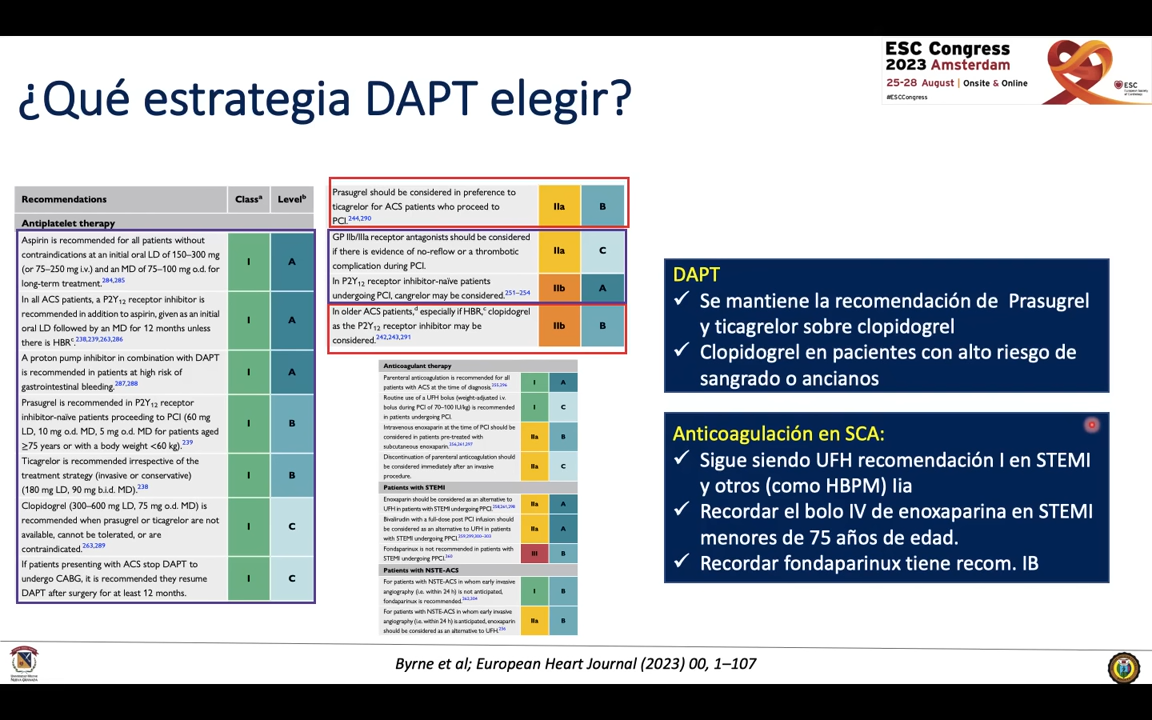 ¿Qué estrategia DAPT elegir?
ESC Congress
2023 Amsterdam
25-28 August | Onsite & Online
#ESCCongress
ESC
Recommendations Classᵃ Levelᵇ
Antiplatelet therapy
Aspirin is recommended for all patients without
contraindications at an initial oral LD of 150–300 mg
(or 75–250 mg i.v.) and an MD of 75–100 mg o.d. for
long-term treatment.²⁸⁴,²⁸⁵
I A
In all ACS patients, a P2Y₁₂ receptor inhibitor is
recommended in addition to aspirin, given as an initial
oral LD followed by an MD for 12 months unless
there is HBRᶜ.²³⁸,²³⁹,²⁶³,²⁸⁶
I A
A proton pump inhibitor in combination with DAPT
is recommended in patients at high risk of
gastrointestinal bleeding.²⁸⁷,²⁸⁸
I A
Prasugrel is recommended in P2Y₁₂ receptor
inhibitor-naïve patients proceeding to PCI (60 mg
LD, 10 mg o.d. MD, 5 mg o.d. MD for patients aged
≥75 years or with a body weight <60 kg).²³⁹
I B
Ticagrelor is recommended irrespective of the
treatment strategy (invasive or conservative)
(180 mg LD, 90 mg b.i.d. MD).²³⁸
I B
Clopidogrel (300–600 mg LD, 75 mg o.d. MD) is
recommended when prasugrel or ticagrelor are not
available, cannot be tolerated, or are
contraindicated.²⁶³,²⁸⁹
I C
If patients presenting with ACS stop DAPT to
undergo CABG, it is recommended they resume
DAPT after surgery for at least 12 months.
I C
Prasugrel should be considered in preference to
ticagrelor for ACS patients who proceed to
PCI.²⁴⁴,²⁹⁰
IIa B
GP IIb/IIIa receptor antagonists should be considered
if there is evidence of no-reflow or a thrombotic
complication during PCI.
IIa C
In P2Y₁₂ receptor inhibitor-naïve patients
undergoing PCI, cangrelor may be considered.²⁵¹⁻²⁵⁴
IIb A
In older ACS patients,ᵈ especially if HBR,ᶜ clopidogrel
as the P2Y₁₂ receptor inhibitor may be
considered.²⁴²,²⁴³,²⁹¹
IIb B
Anticoagulant therapy
Parenteral anticoagulation is recommended for all
patients with ACS at the time of diagnosis.
I A
Routine use of a UFH bolus (weight-adjusted i.v.
bolus during PCI of 70–100 IU/kg) is recommended
in patients undergoing PCI.
I C
Intravenous enoxaparin at the time of PCI should be
considered in patients pre-treated with
subcutaneous enoxaparin.
IIa B
Discontinuation of parenteral anticoagulation should
be considered immediately after an invasive
procedure.
IIa C
Patients with STEMI
Enoxaparin should be considered as an alternative to
UFH in patients with STEMI undergoing PPCI.
IIa A
Bivalirudin with a full-dose post PCI infusion should
be considered as an alternative to UFH in patients
with STEMI undergoing PPCI.
IIa A
Fondaparinux is not recommended in patients with
STEMI undergoing PPCI.
III B
Patients with NSTE-ACS
For patients with NSTE-ACS in whom early invasive
angiography (i.e. within 24 h) is not anticipated,
fondaparinux is recommended.
I B
For patients with NSTE-ACS in whom early invasive
angiography (i.e. within 24 h) is anticipated, enoxaparin
should be considered as an alternative to UFH.
IIa B
DAPT
✓ Se mantiene la recomendación de Prasugrel
y ticagrelor sobre clopidogrel
✓ Clopidogrel en pacientes con alto riesgo de
sangrado o ancianos
Anticoagulación en SCA:
✓ Sigue siendo UFH recomendación I en STEMI
y otros (como HBPM) Iia
✓ Recordar el bolo IV de enoxaparina en STEMI
menores de 75 años de edad.
✓ Recordar fondaparinux tiene recom. IB
Byrne et al; European Heart Journal (2023) 00, 1–107